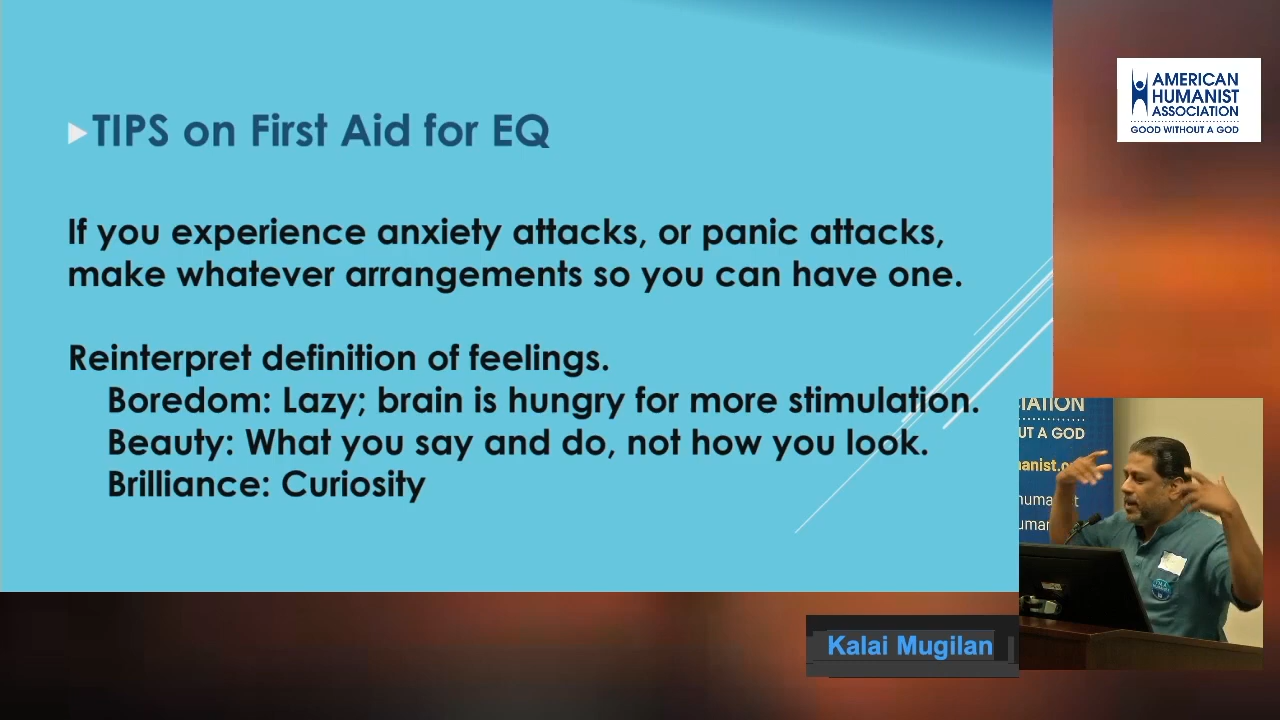 TIPS on First Aid for EQ
If you experience anxiety attacks, or panic attacks,
make whatever arrangements so you can have one.
Reinterpret definition of feelings.
Boredom: Lazy; brain is hungry for more stimulation.
Beauty: What you say and do, not how you look.
Brilliance: Curiosity
AMERICAN
HUMANIST
ASSOCIATION
GOOD WITHOUT A GOD
UT A GOD
Kalai Mugilan